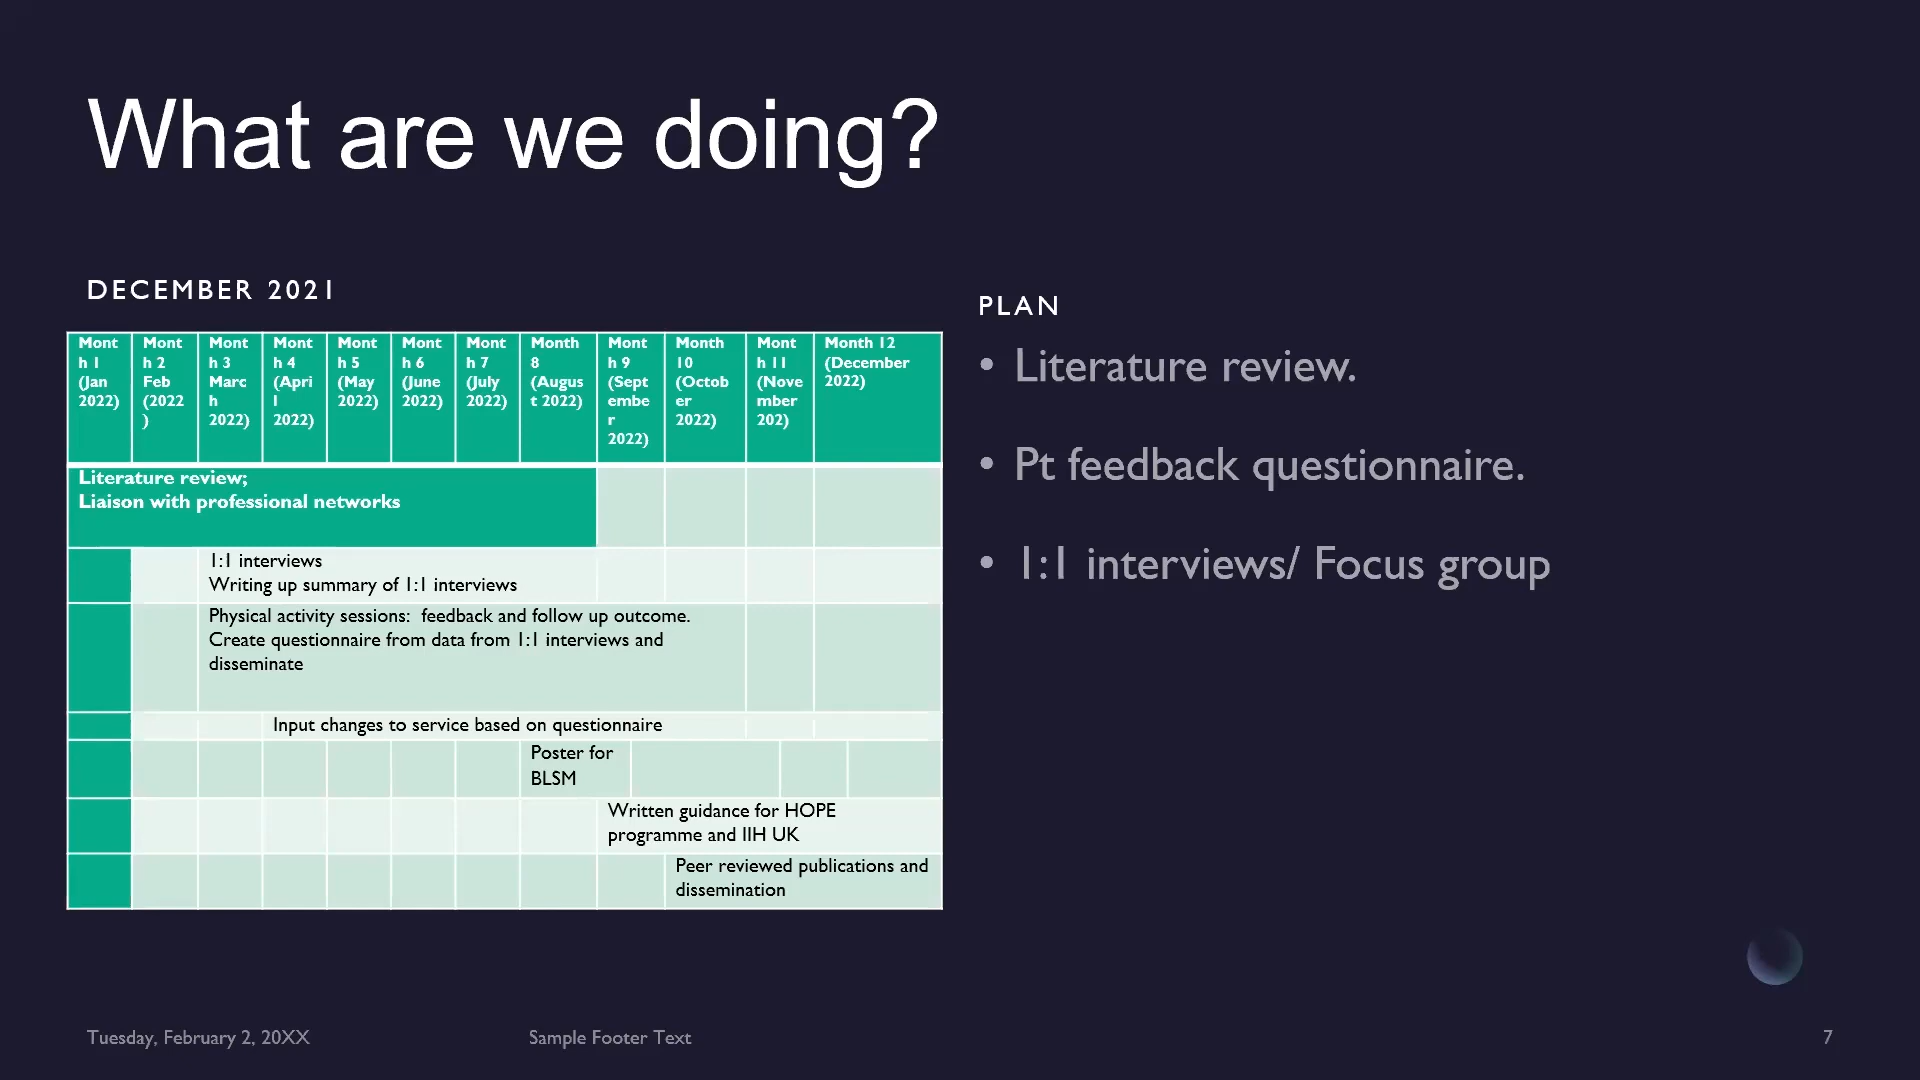 What are we doing?
DECEMBER 2021
Mont
h 1
(Jan
2022)
Mont
h 2
Feb
(2022
)
Mont
h 3
Marc
h
2022)
Mont
h 4
(Apri
l
2022)
Mont
h 5
(May
2022)
Mont
h 6
(June
2022)
Mont
h 7
(July
2022)
Month
8
(Augus
t 2022)
Mont
h 9
(Sept
embe
r
2022)
Month
10
(Octob
er
2022)
Mont
h 11
(Nove
mber
202)
Month 12
(December
2022)
Literature review;
Liaison with professional networks
1:1 interviews
Writing up summary of 1:1 interviews
Physical activity sessions:  feedback and follow up outcome.
Create questionnaire from data from 1:1 interviews and
disseminate
Input changes to service based on questionnaire
Poster for
BLSM
Written guidance for HOPE
programme and IIH UK
Peer reviewed publications and
dissemination
PLAN
• Literature review.
• Pt feedback questionnaire.
• 1:1 interviews/ Focus group
Tuesday, February 2, 20XX
Sample Footer Text
7